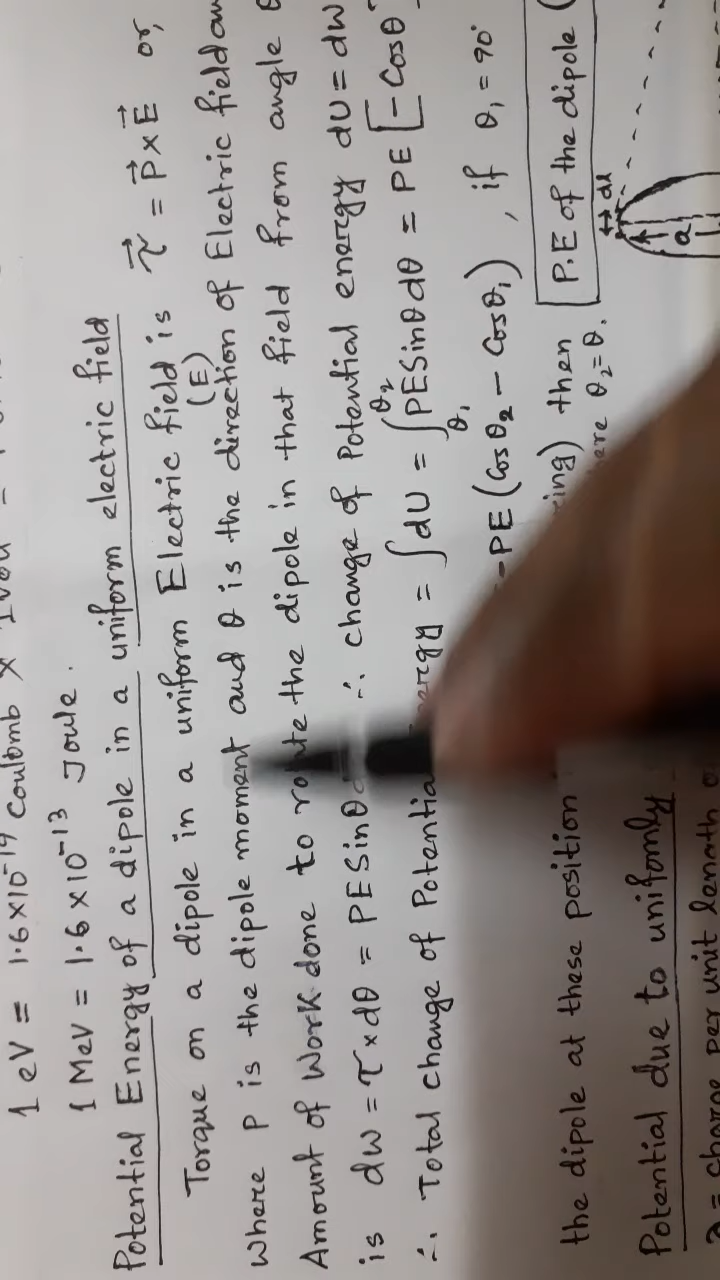 1 eV = 1.6×10⁻¹⁹ Coulomb ×
1 MeV = 1.6×10⁻¹³ Joule.
Potential Energy of a dipole in a uniform electric field
Torque on a dipole in a uniform Electric field is τ⃗ = P⃗×E⃗ or,
Where P is the dipole moment and θ is the direction of Electric field (E)
Amount of Work done to rotate the dipole in that field from angle
is dw = τ×dθ = PESinθ ∴ change of Potential energy dU = dw
∴ Total change of Potential = ∫dU = ∫θ₁^θ₂ PESinθdθ = PE[-Cosθ
-PE(Cosθ₂ - Cosθ₁), if θ₁ = 90°
the dipole at these position then P.E of the dipole
θ₂=θ.
dl
a
Potential due to uniformly
λ = charge per unit length